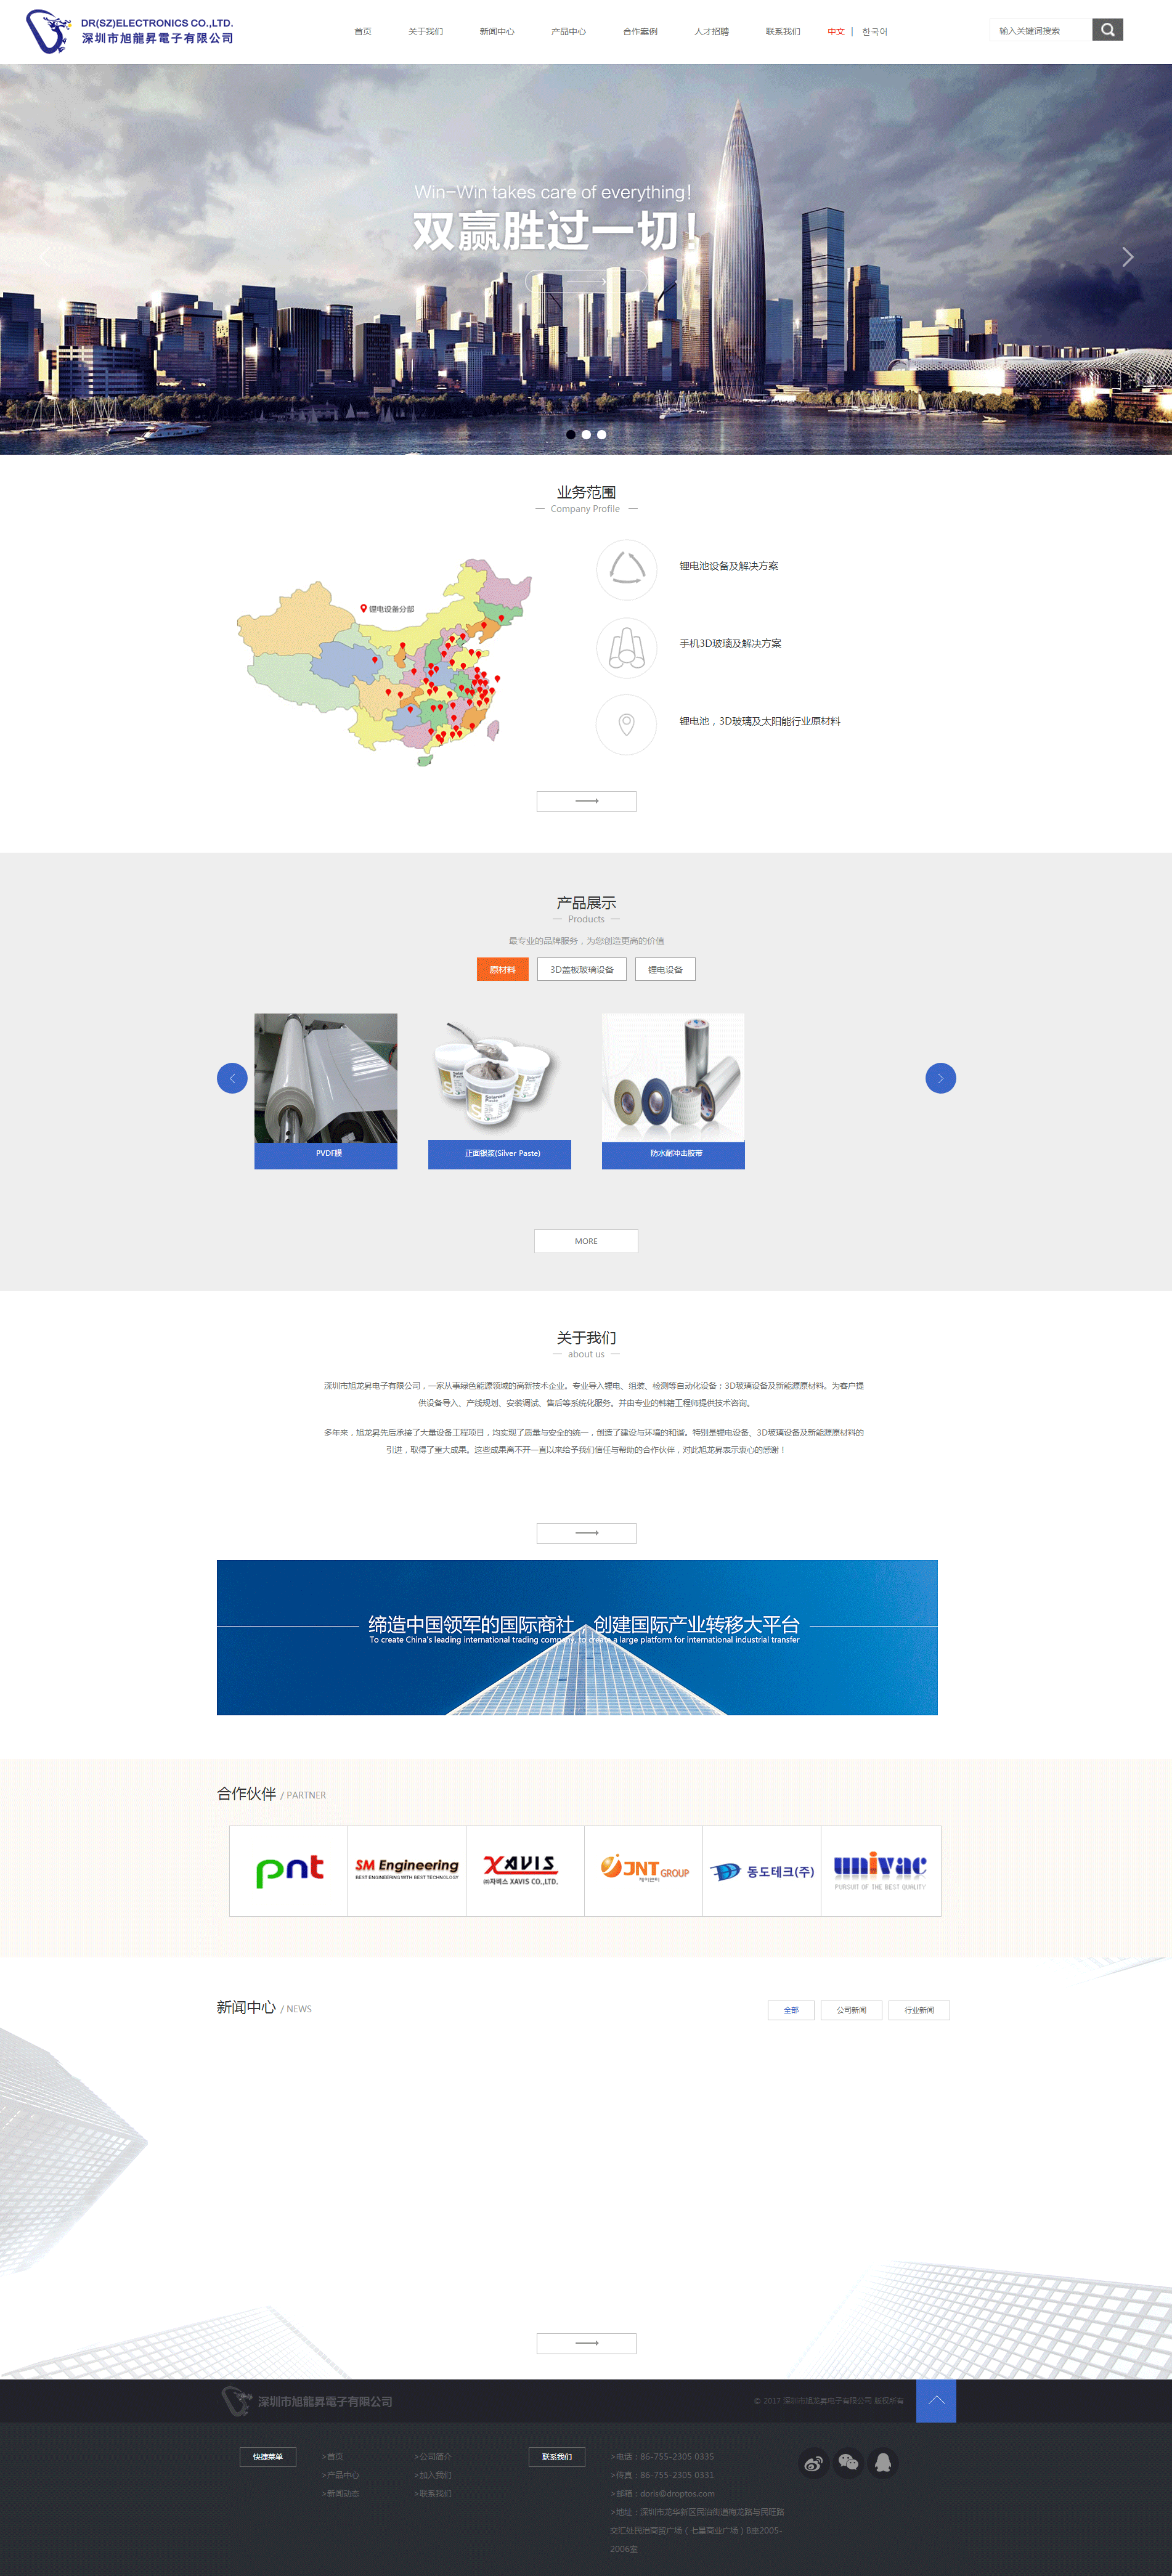 DR(SZ)ELECTRONICS CO.,LTD.
深圳市旭龍昇電子有限公司
首页 关于我们 新闻中心 产品中心 合作案例 人才招聘 联系我们 中文 | 한국어
输入关键词搜索
Win-Win takes care of everything!
双赢胜过一切!
业务范围
Company Profile
锂电设备分部
锂电池设备及解决方案
手机3D玻璃及解决方案
锂电池，3D玻璃及太阳能行业原材料
产品展示
Products
最专业的品牌服务，为您创造更高的价值
原材料 3D盖板玻璃设备 锂电设备
PVDF膜 正面银浆(Silver Paste) 防水耐冲击胶带
MORE
关于我们
about us
深圳市旭龙昇电子有限公司，一家从事绿色能源领域的高新技术企业。专业导入锂电、组装、检测等自动化设备；3D玻璃设备及新能源原材料。为客户提
供设备导入、产线规划、安装调试、售后等系统化服务。并由专业的韩籍工程师提供技术咨询。
多年来，旭龙昇先后承接了大量设备工程项目，均实现了质量与安全的统一，创造了建设与环境的和谐。特别是锂电设备、3D玻璃设备及新能源原材料的
引进，取得了重大成果。这些成果离不开一直以来给予我们信任与帮助的合作伙伴，对此旭龙昇表示衷心的感谢！
缔造中国领军的国际商社，创建国际产业转移大平台
To create China's leading international trading company, to create a large platform for international industrial transfer
合作伙伴 / PARTNER
pnt
SM Engineering
BEST ENGINEERING WITH BEST TECHNOLOGY
XAVIS
㈜자비스 XAVIS CO.,LTD.
JNT GROUP
제이엔티
동도테크(주)
univac
PURSUIT OF THE BEST QUALITY
新闻中心 / NEWS
全部 公司新闻 行业新闻
深圳市旭龍昇電子有限公司
© 2017 深圳市旭龙昇电子有限公司 版权所有
快捷菜单
>首页
>产品中心
>新闻动态
>公司简介
>加入我们
>联系我们
联系我们
>电话：86-755-2305 0335
>传真：86-755-2305 0331
>邮箱：doris@droptos.com
>地址：深圳市龙华新区民治街道梅龙路与民旺路
交汇处民治商贸广场（七星商业广场）B座2005-
2006室